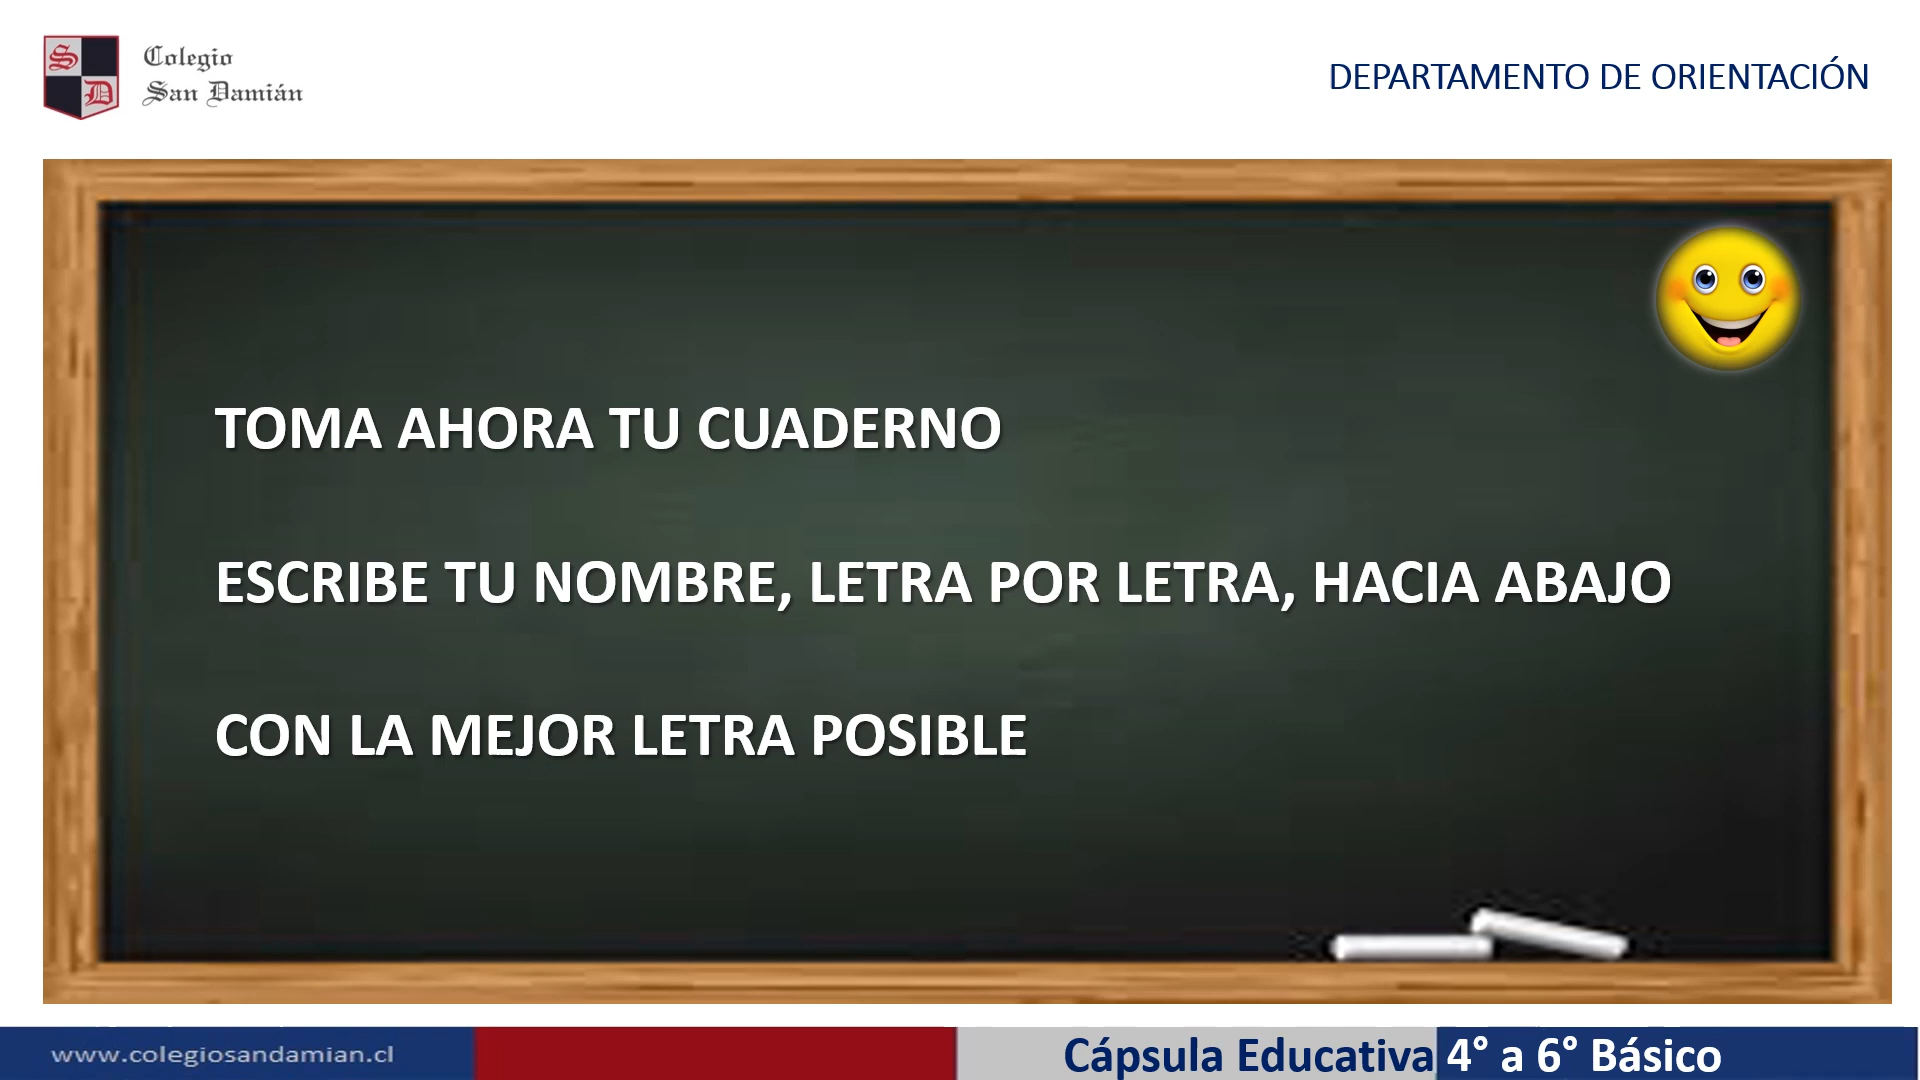 S
D
Colegio
San Damián
DEPARTAMENTO DE ORIENTACIÓN
TOMA AHORA TU CUADERNO
ESCRIBE TU NOMBRE, LETRA POR LETRA, HACIA ABAJO
CON LA MEJOR LETRA POSIBLE
www.colegiosandamian.cl
Cápsula Educativa 4° a 6° Básico